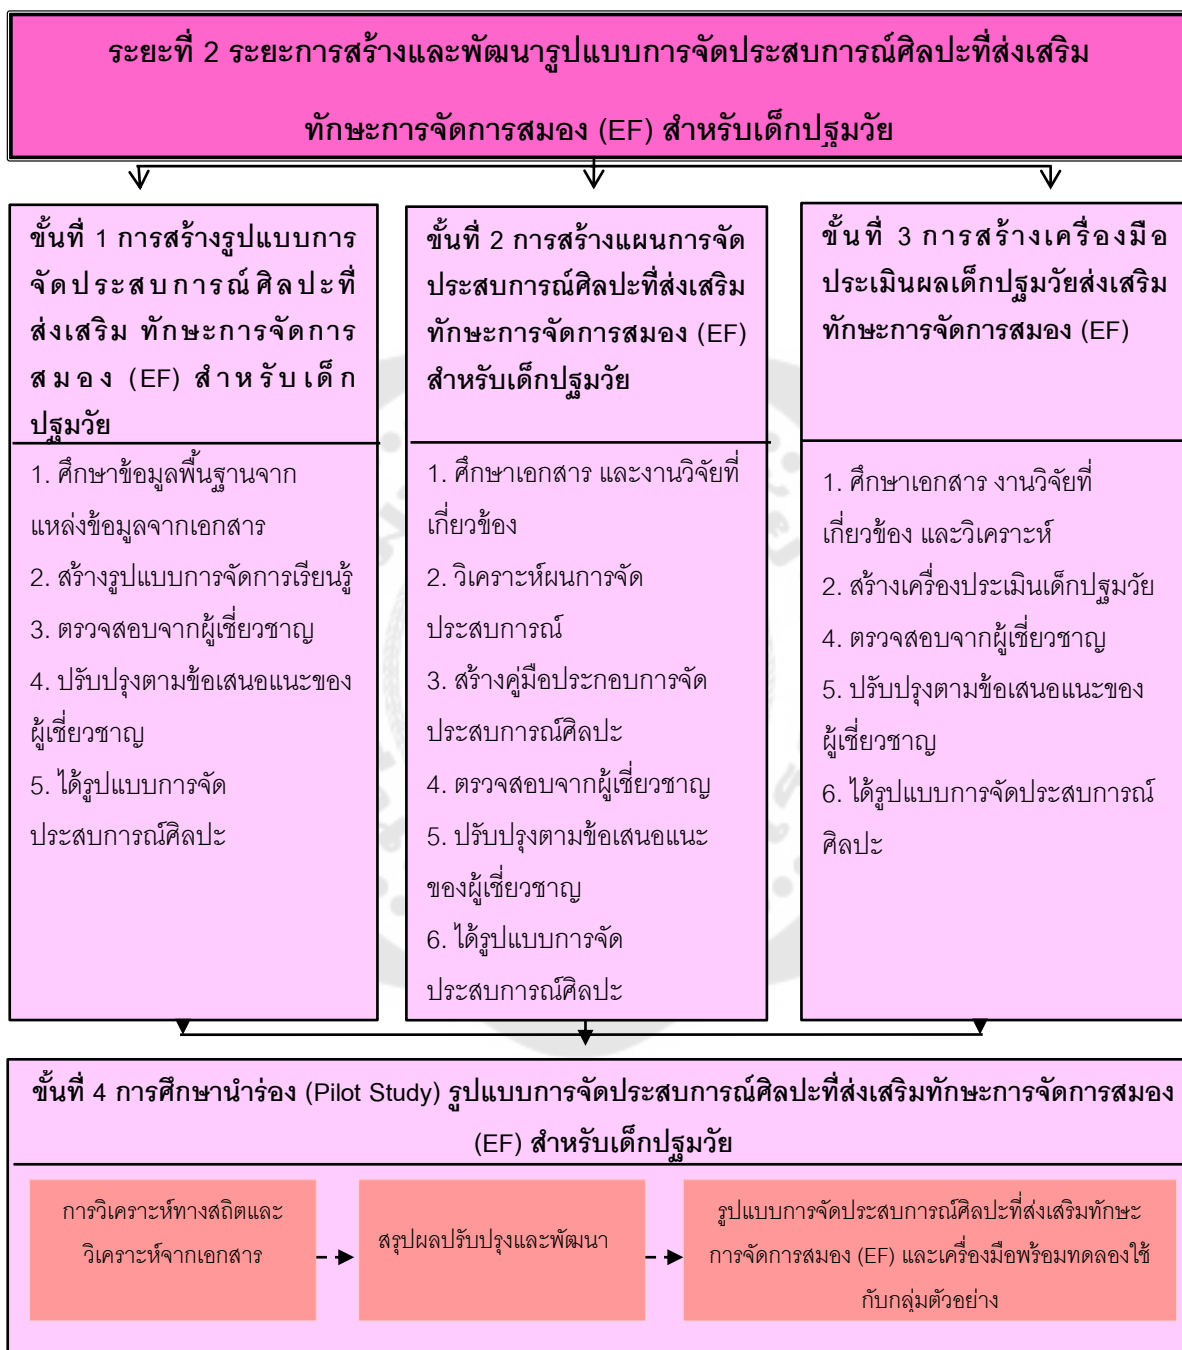 ระยะที่ 2 ระยะการสร้างและพัฒนารูปแบบการจัดประสบการณ์ศิลปะที่ส่งเสริม
ทักษะการจัดการสมอง (EF) สำหรับเด็กปฐมวัย
ขั้นที่ 1 การสร้างรูปแบบการ
จัดประสบการณ์ศิลปะที่
ส่งเสริม ทักษะการจัดการ
สมอง (EF) สำหรับเด็ก
ปฐมวัย
1. ศึกษาข้อมูลพื้นฐานจาก
แหล่งข้อมูลจากเอกสาร
2. สร้างรูปแบบการจัดการเรียนรู้
3. ตรวจสอบจากผู้เชี่ยวชาญ
4. ปรับปรุงตามข้อเสนอแนะของ
ผู้เชี่ยวชาญ
5. ได้รูปแบบการจัด
ประสบการณ์ศิลปะ
ขั้นที่ 2 การสร้างแผนการจัด
ประสบการณ์ศิลปะที่ส่งเสริม
ทักษะการจัดการสมอง (EF)
สำหรับเด็กปฐมวัย
1. ศึกษาเอกสาร และงานวิจัยที่
เกี่ยวข้อง
2. วิเคราะห์ผนการจัด
ประสบการณ์
3. สร้างคู่มือประกอบการจัด
ประสบการณ์ศิลปะ
4. ตรวจสอบจากผู้เชี่ยวชาญ
5. ปรับปรุงตามข้อเสนอแนะ
ของผู้เชี่ยวชาญ
6. ได้รูปแบบการจัด
ประสบการณ์ศิลปะ
ขั้นที่ 3 การสร้างเครื่องมือ
ประเมินผลเด็กปฐมวัยส่งเสริม
ทักษะการจัดการสมอง (EF)
1. ศึกษาเอกสาร งานวิจัยที่
เกี่ยวข้อง และวิเคราะห์
2. สร้างเครื่องประเมินเด็กปฐมวัย
4. ตรวจสอบจากผู้เชี่ยวชาญ
5. ปรับปรุงตามข้อเสนอแนะของ
ผู้เชี่ยวชาญ
6. ได้รูปแบบการจัดประสบการณ์
ศิลปะ
ขั้นที่ 4 การศึกษานำร่อง (Pilot Study) รูปแบบการจัดประสบการณ์ศิลปะที่ส่งเสริมทักษะการจัดการสมอง
(EF) สำหรับเด็กปฐมวัย
การวิเคราะห์ทางสถิตและ
วิเคราะห์จากเอกสาร
สรุปผลปรับปรุงและพัฒนา
รูปแบบการจัดประสบการณ์ศิลปะที่ส่งเสริมทักษะ
การจัดการสมอง (EF) และเครื่องมือพร้อมทดลองใช้
กับกลุ่มตัวอย่าง